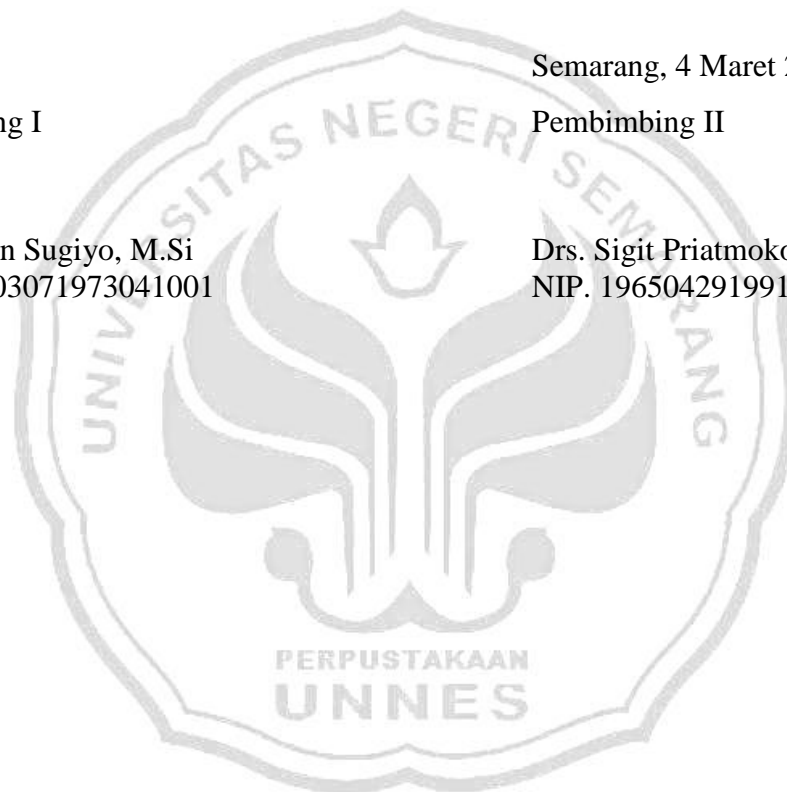 Semarang, 4 Maret
ng I Pembimbing II
n Sugiyo, M.Si Drs. Sigit Priatmoko
03071973041001 NIP. 196504291991
UNIVERSITAS NEGERI SEMARANG
PERPUSTAKAAN
UNNES